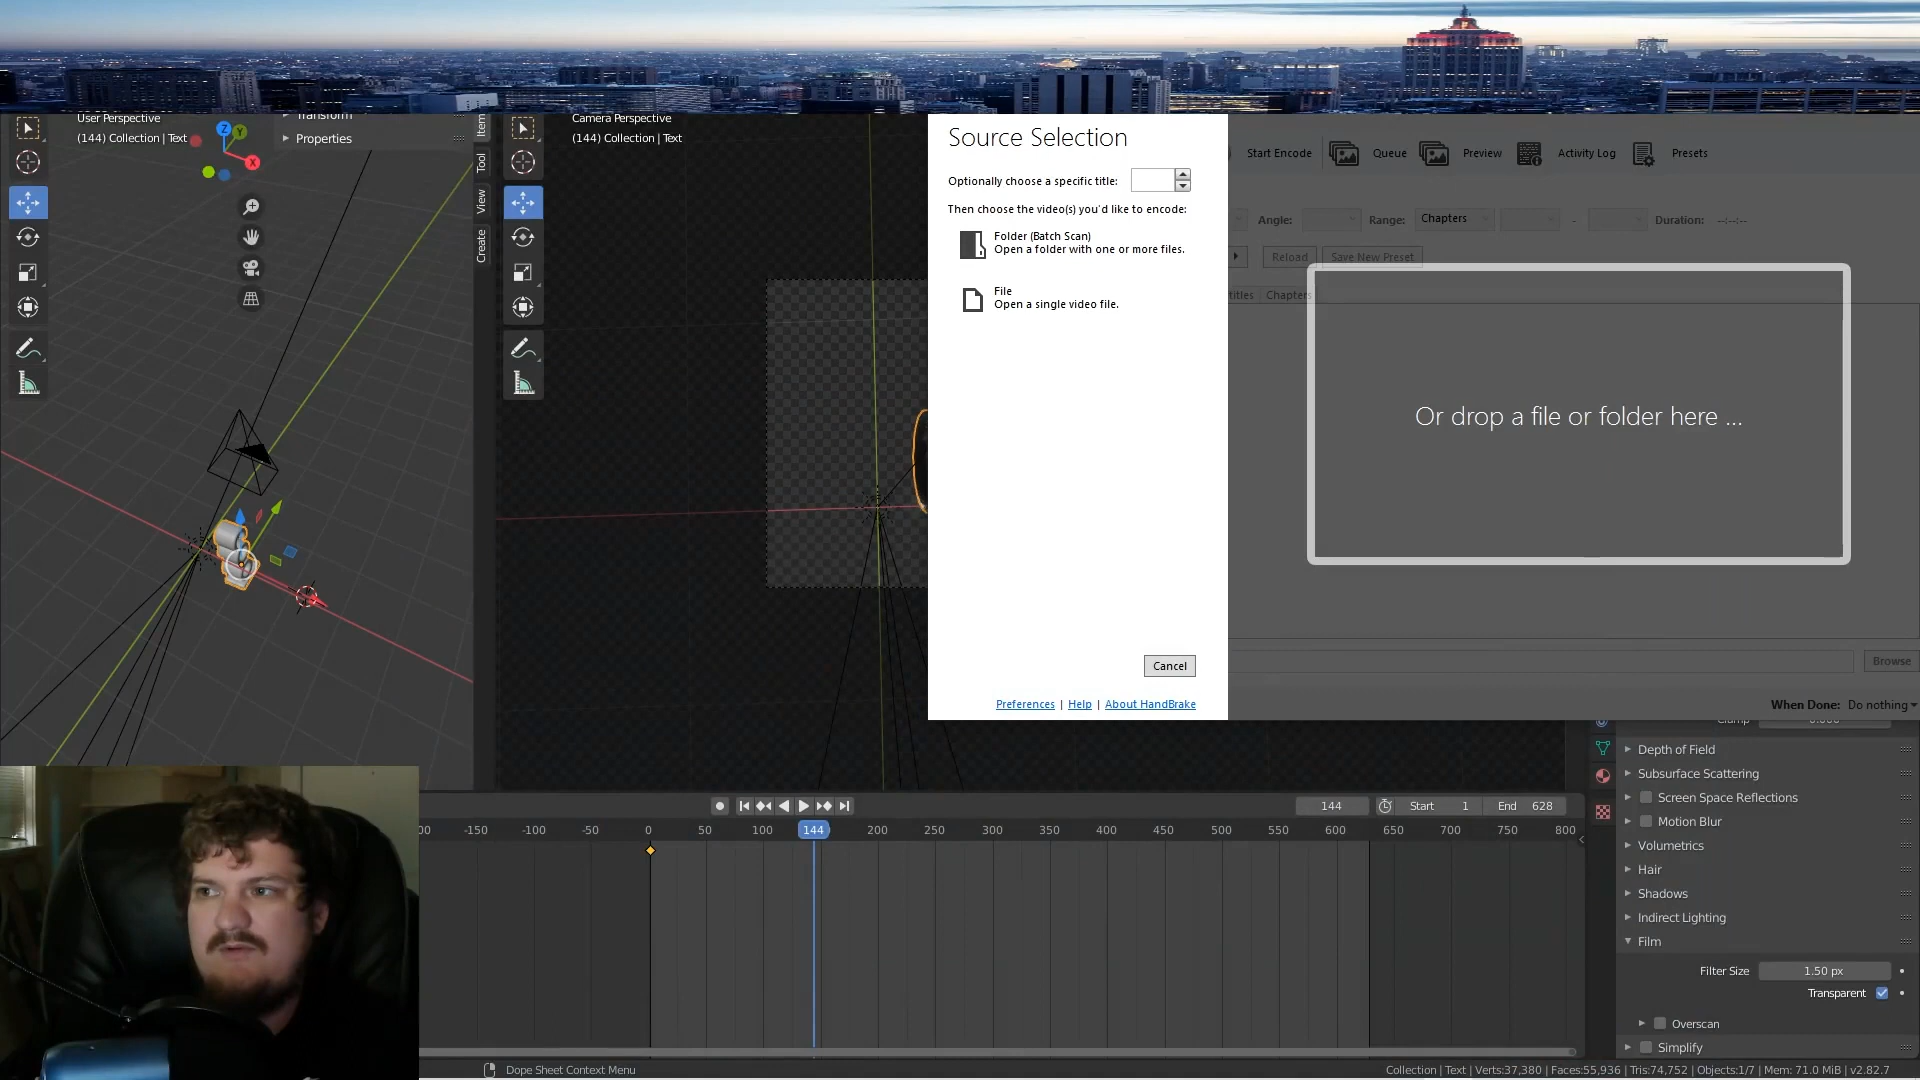 User Perspective
(144) Collection | Text
Transform
Properties
Item
Tool
View
Create
Z
Y
X
Camera Perspective
(144) Collection | Text
Source Selection
Optionally choose a specific title:
Then choose the video(s) you'd like to encode:
Folder (Batch Scan)
Open a folder with one or more files.
File
Open a single video file.
Cancel
Preferences | Help | About HandBrake
Start Encode
Queue
Preview
Activity Log
Presets
Angle:
Range:
Chapters
-
Duration:
--:--:--
Reload
Save New Preset
Chapters
Or drop a file or folder here ...
Browse
When Done: Do nothing
Clamp
Depth of Field
Subsurface Scattering
Screen Space Reflections
Motion Blur
Volumetrics
Hair
Shadows
Indirect Lighting
Film
Filter Size
1.50 px
Transparent
Overscan
Simplify
144
Start 1
End 628
-150 -100 -50 0 50 100 144 200 250 300 350 400 450 500 550 600 650 700 750 800
Dope Sheet Context Menu
Collection | Text | Verts:37,380 | Faces:55,936 | Tris:74,752 | Objects:1/7 | Mem: 71.0 MiB | v2.82.7